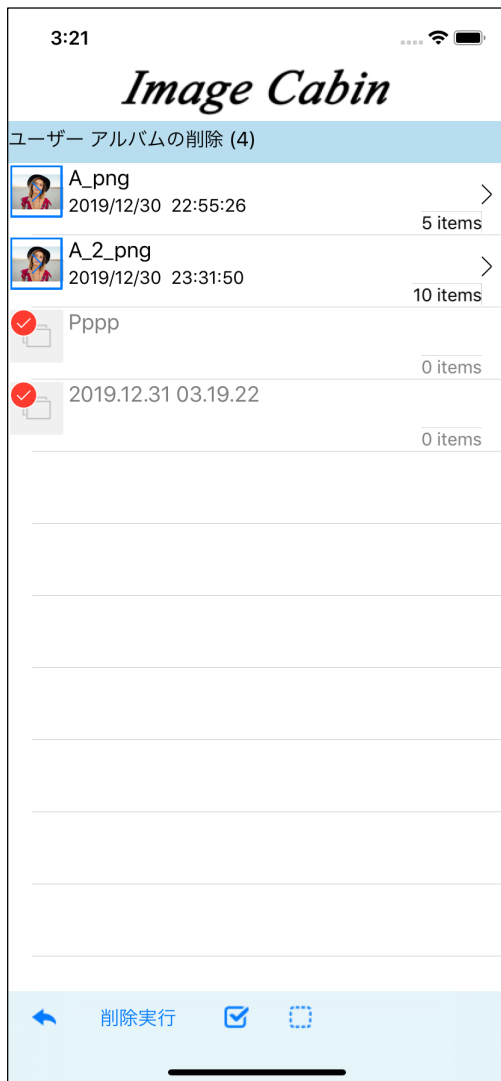 3:21
Image Cabin
ユーザー アルバムの削除 (4)
A_png
2019/12/30 22:55:26
5 items
A_2_png
2019/12/30 23:31:50
10 items
Pppp
0 items
2019.12.31 03.19.22
0 items
削除実行